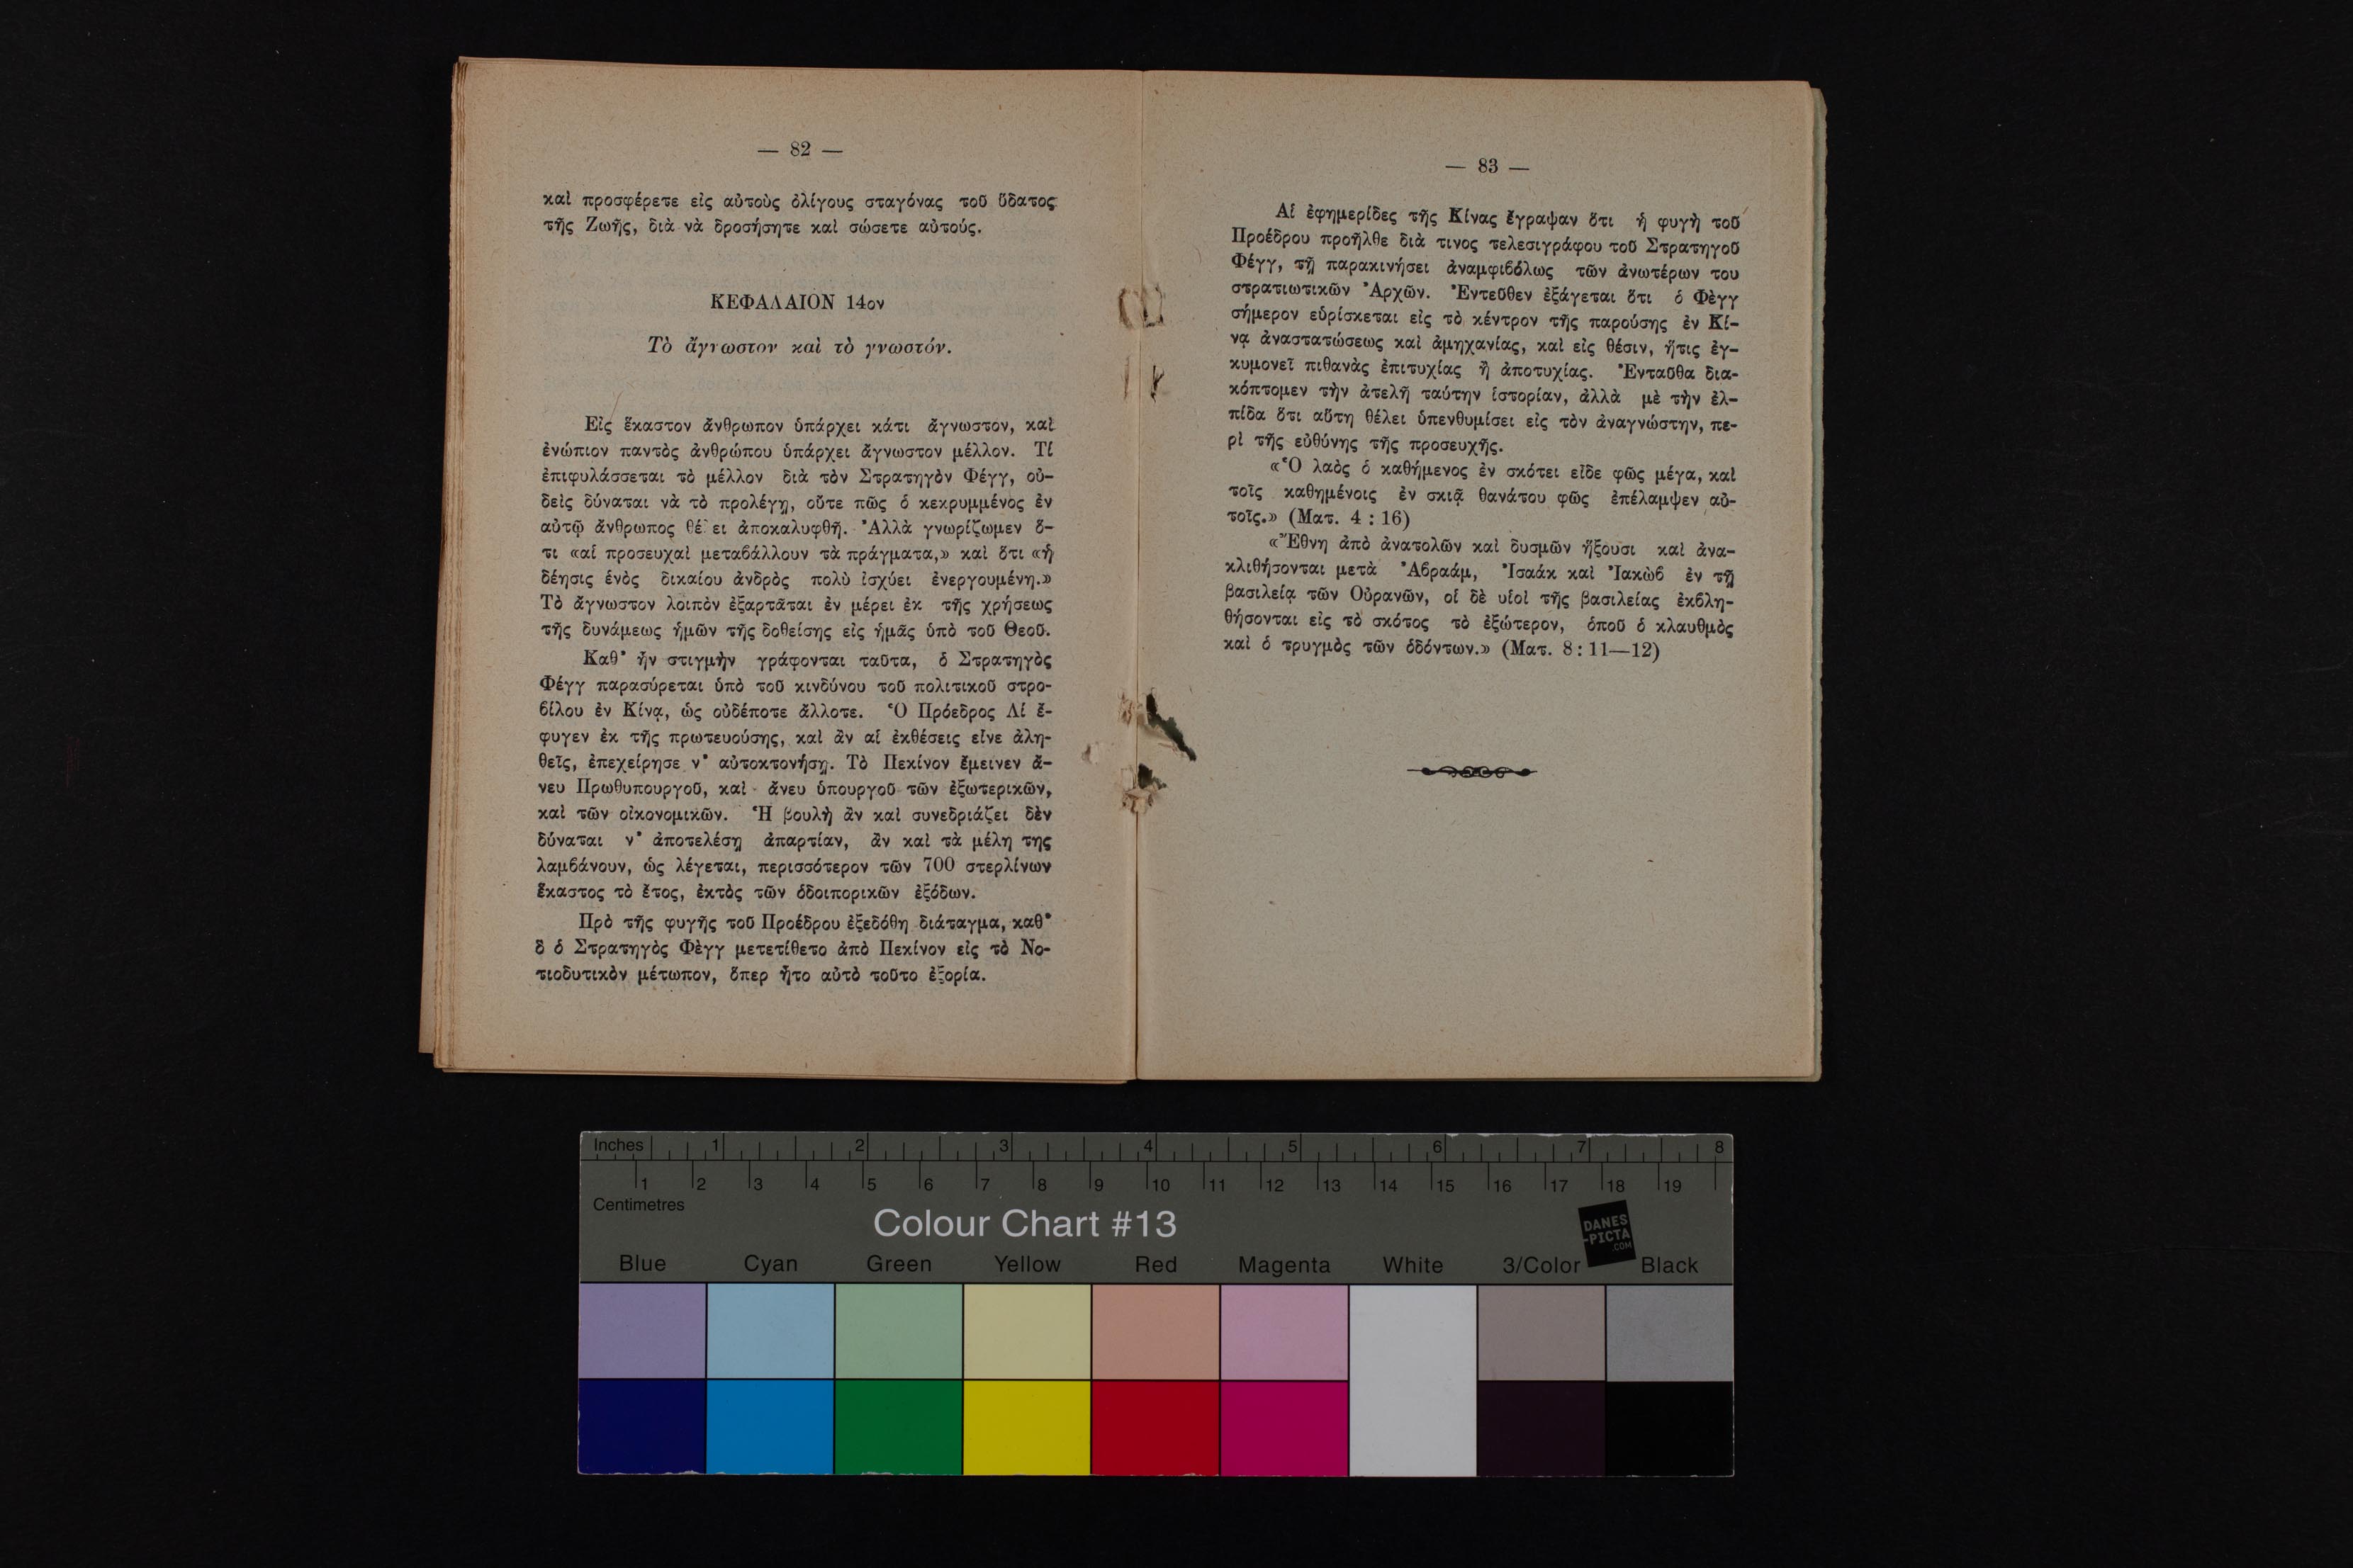 — 82 —
καὶ προσφέρετε εἰς αὐτοὺς ὀλίγους σταγόνας τοῦ ὕδατος
τῆς Ζωῆς, διὰ νὰ δροσήσητε καὶ σώσετε αὐτούς.
ΚΕΦΑΛΑΙΟΝ 14ον
Τὸ ἄγνωστον καὶ τὸ γνωστόν.
Εἰς ἕκαστον ἄνθρωπον ὑπάρχει κάτι ἄγνωστον, καὶ
ἐνώπιον παντὸς ἀνθρώπου ὑπάρχει ἄγνωστον μέλλον. Τί
ἐπιφυλάσσεται τὸ μέλλον διὰ τὸν Στρατηγὸν Φέγγ, οὐ-
δεὶς δύναται νὰ τὸ προλέγῃ, οὔτε πῶς ὁ κεκρυμμένος ἐν
αὐτῷ ἄνθρωπος θέλει ἀποκαλυφθῆ. Ἀλλὰ γνωρίζωμεν ὅ-
τι «αἱ προσευχαὶ μεταβάλλουν τὰ πράγματα,» καὶ ὅτι «ἡ
δέησις ἑνὸς δικαίου ἀνδρὸς πολὺ ἰσχύει ἐνεργουμένη.»
Τὸ ἄγνωστον λοιπὸν ἐξαρτᾶται ἐν μέρει ἐκ τῆς χρήσεως
τῆς δυνάμεως ἡμῶν τῆς δοθείσης εἰς ἡμᾶς ὑπὸ τοῦ Θεοῦ.
Καθ' ἣν στιγμὴν γράφονται ταῦτα, ὁ Στρατηγὸς
Φέγγ παρασύρεται ὑπὸ τοῦ κινδύνου τοῦ πολιτικοῦ στρο-
βίλου ἐν Κίνᾳ, ὡς οὐδέποτε ἄλλοτε. Ὁ Πρόεδρος Λί ἔ-
φυγεν ἐκ τῆς πρωτευούσης, καὶ ἂν αἱ ἐκθέσεις εἶνε ἀλη-
θεῖς, ἐπεχείρησε ν' αὐτοκτονήσῃ. Τὸ Πεκίνον ἔμεινεν ἄ-
νευ Πρωθυπουργοῦ, καὶ ἄνευ ὑπουργοῦ τῶν ἐξωτερικῶν,
καὶ τῶν οἰκονομικῶν. Ἡ βουλὴ ἂν καὶ συνεδριάζει δὲν
δύναται ν' ἀποτελέσῃ ἀπαρτίαν, ἂν καὶ τὰ μέλη της
λαμβάνουν, ὡς λέγεται, περισσότερον τῶν 700 στερλίνων
ἕκαστος τὸ ἔτος, ἐκτὸς τῶν ὁδοιπορικῶν ἐξόδων.
Πρὸ τῆς φυγῆς τοῦ Προέδρου ἐξεδόθη διάταγμα, καθ'
ὃ ὁ Στρατηγὸς Φὲγγ μετετίθετο ἀπὸ Πεκίνον εἰς τὸ Νο-
τιοδυτικὸν μέτωπον, ὅπερ ἦτο αὐτὸ τοῦτο ἐξορία.
— 83 —
Αἱ ἐφημερίδες τῆς Κίνας ἔγραψαν ὅτι ἡ φυγὴ τοῦ
Προέδρου προῆλθε διὰ τινος τελεσιγράφου τοῦ Στρατηγοῦ
Φέγγ, τῇ παρακινήσει ἀναμφιβόλως τῶν ἀνωτέρων του
στρατιωτικῶν Ἀρχῶν. Ἐντεῦθεν ἐξάγεται ὅτι ὁ Φὲγγ
σήμερον εὑρίσκεται εἰς τὸ κέντρον τῆς παρούσης ἐν Κί-
νᾳ ἀναστατώσεως καὶ ἀμηχανίας, καὶ εἰς θέσιν, ἥτις ἐγ-
κυμονεῖ πιθανὰς ἐπιτυχίας ἢ ἀποτυχίας. Ἐνταῦθα δια-
κόπτομεν τὴν ἀτελῆ ταύτην ἱστορίαν, ἀλλὰ μὲ τὴν ἐλ-
πίδα ὅτι αὕτη θέλει ὑπενθυμίσει εἰς τὸν ἀναγνώστην, πε-
ρὶ τῆς εὐθύνης τῆς προσευχῆς.
«Ὁ λαὸς ὁ καθήμενος ἐν σκότει εἶδε φῶς μέγα, καὶ
τοῖς καθημένοις ἐν σκιᾷ θανάτου φῶς ἐπέλαμψεν αὐ-
τοῖς.» (Ματ. 4 : 16)
«Ἔθνη ἀπὸ ἀνατολῶν καὶ δυσμῶν ἥξουσι καὶ ἀνα-
κλιθήσονται μετὰ Ἀβραάμ, Ἰσαάκ καὶ Ἰακὼβ ἐν τῇ
βασιλείᾳ τῶν Οὐρανῶν, οἱ δὲ υἱοὶ τῆς βασιλείας ἐκβλη-
θήσονται εἰς τὸ σκότος τὸ ἐξώτερον, ὁποῦ ὁ κλαυθμὸς
καὶ ὁ τρυγμὸς τῶν ὀδόντων.» (Ματ. 8 : 11—12)
Inches 1 2 3 4 5 6 7 8
1 2 3 4 5 6 7 8 9 10 11 12 13 14 15 16 17 18 19
Centimetres
Colour Chart #13
DANES
-PICTA
.COM
Blue Cyan Green Yellow Red Magenta White 3/Color Black